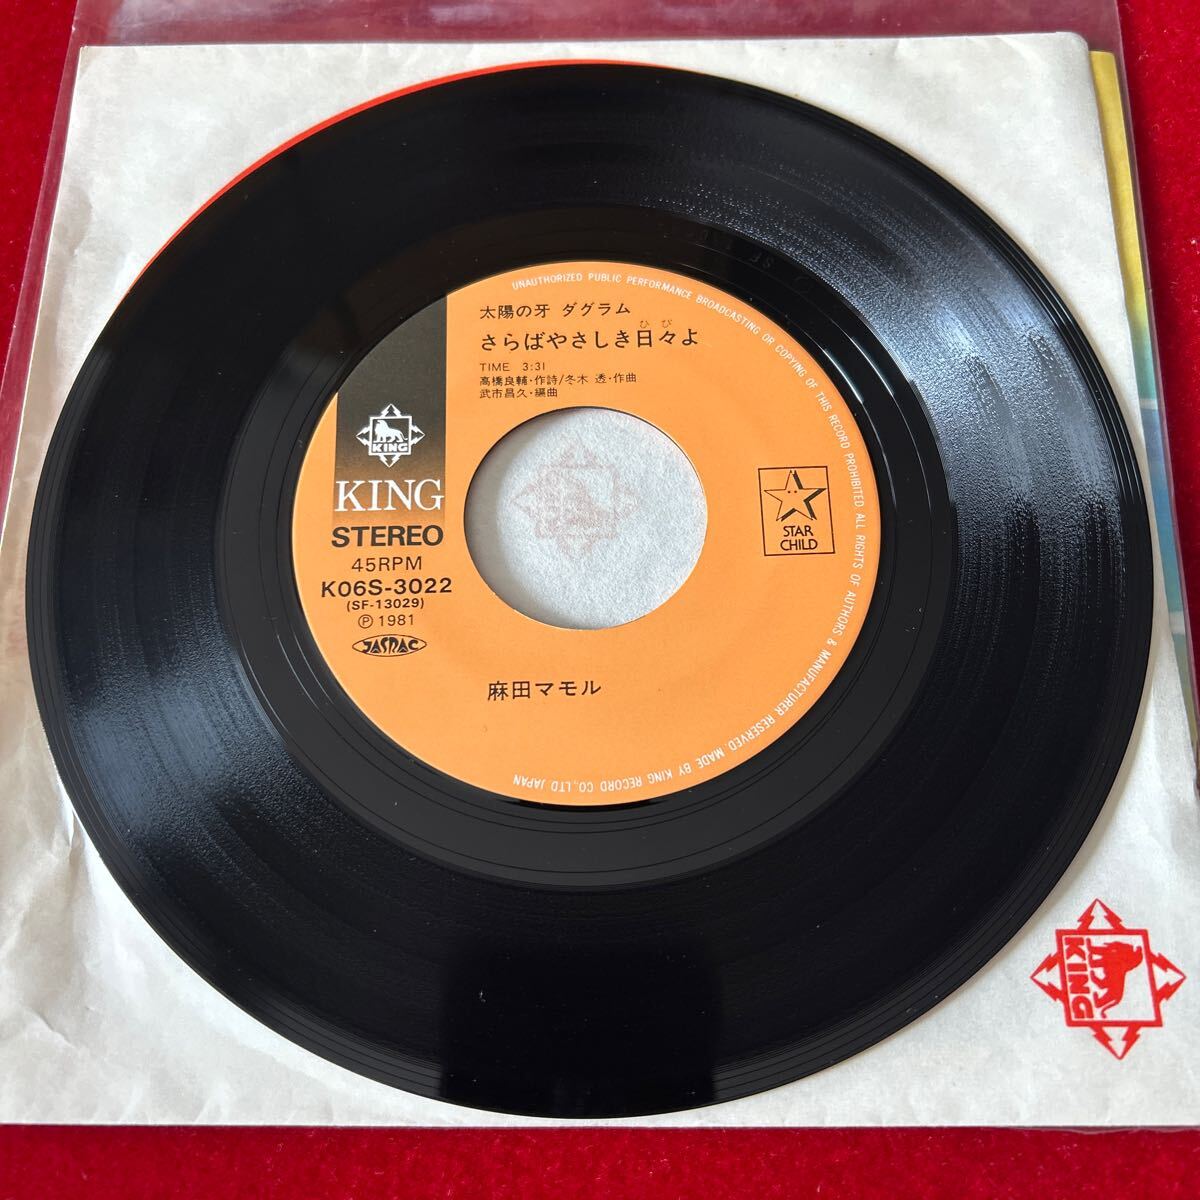 UNAUTHORIZED PUBLIC PERFORMANCE BROADCASTING OR COPYING OF THIS RECORD PROHIBITED. ALL RIGHTS OF AUTHORS & MANUFACTURER RESERVED. MADE BY KING RECORD CO.,LTD JAPAN
太陽の牙 ダグラム
ひび
さらばやさしき日々よ
TIME 3:31
高橋良輔・作詩/冬木 透・作曲
武市昌久・編曲
KING
KING
STEREO
45RPM
K06S-3022
(SF-13029)
Ⓟ 1981
JASRAC
STAR
CHILD
麻田マモル
KING